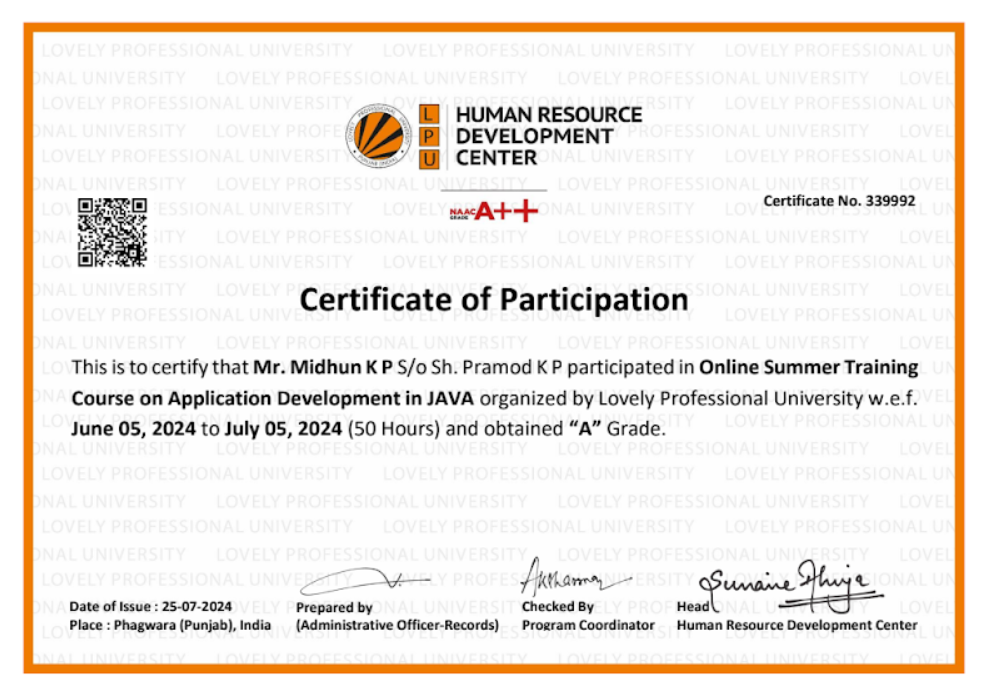 HUMAN RESOURCE
DEVELOPMENT
CENTER
L
P
U
NAAC
GRADE A++
Certificate No. 339992
Certificate of Participation
This is to certify that Mr. Midhun K P S/o Sh. Pramod K P participated in Online Summer Training
Course on Application Development in JAVA organized by Lovely Professional University w.e.f.
June 05, 2024 to July 05, 2024 (50 Hours) and obtained “A” Grade.
Date of Issue : 25-07-2024
Place : Phagwara (Punjab), India
Prepared by
(Administrative Officer-Records)
Checked By
Program Coordinator
Head
Human Resource Development Center
LOVELY PROFESSIONAL UNIVERSITY